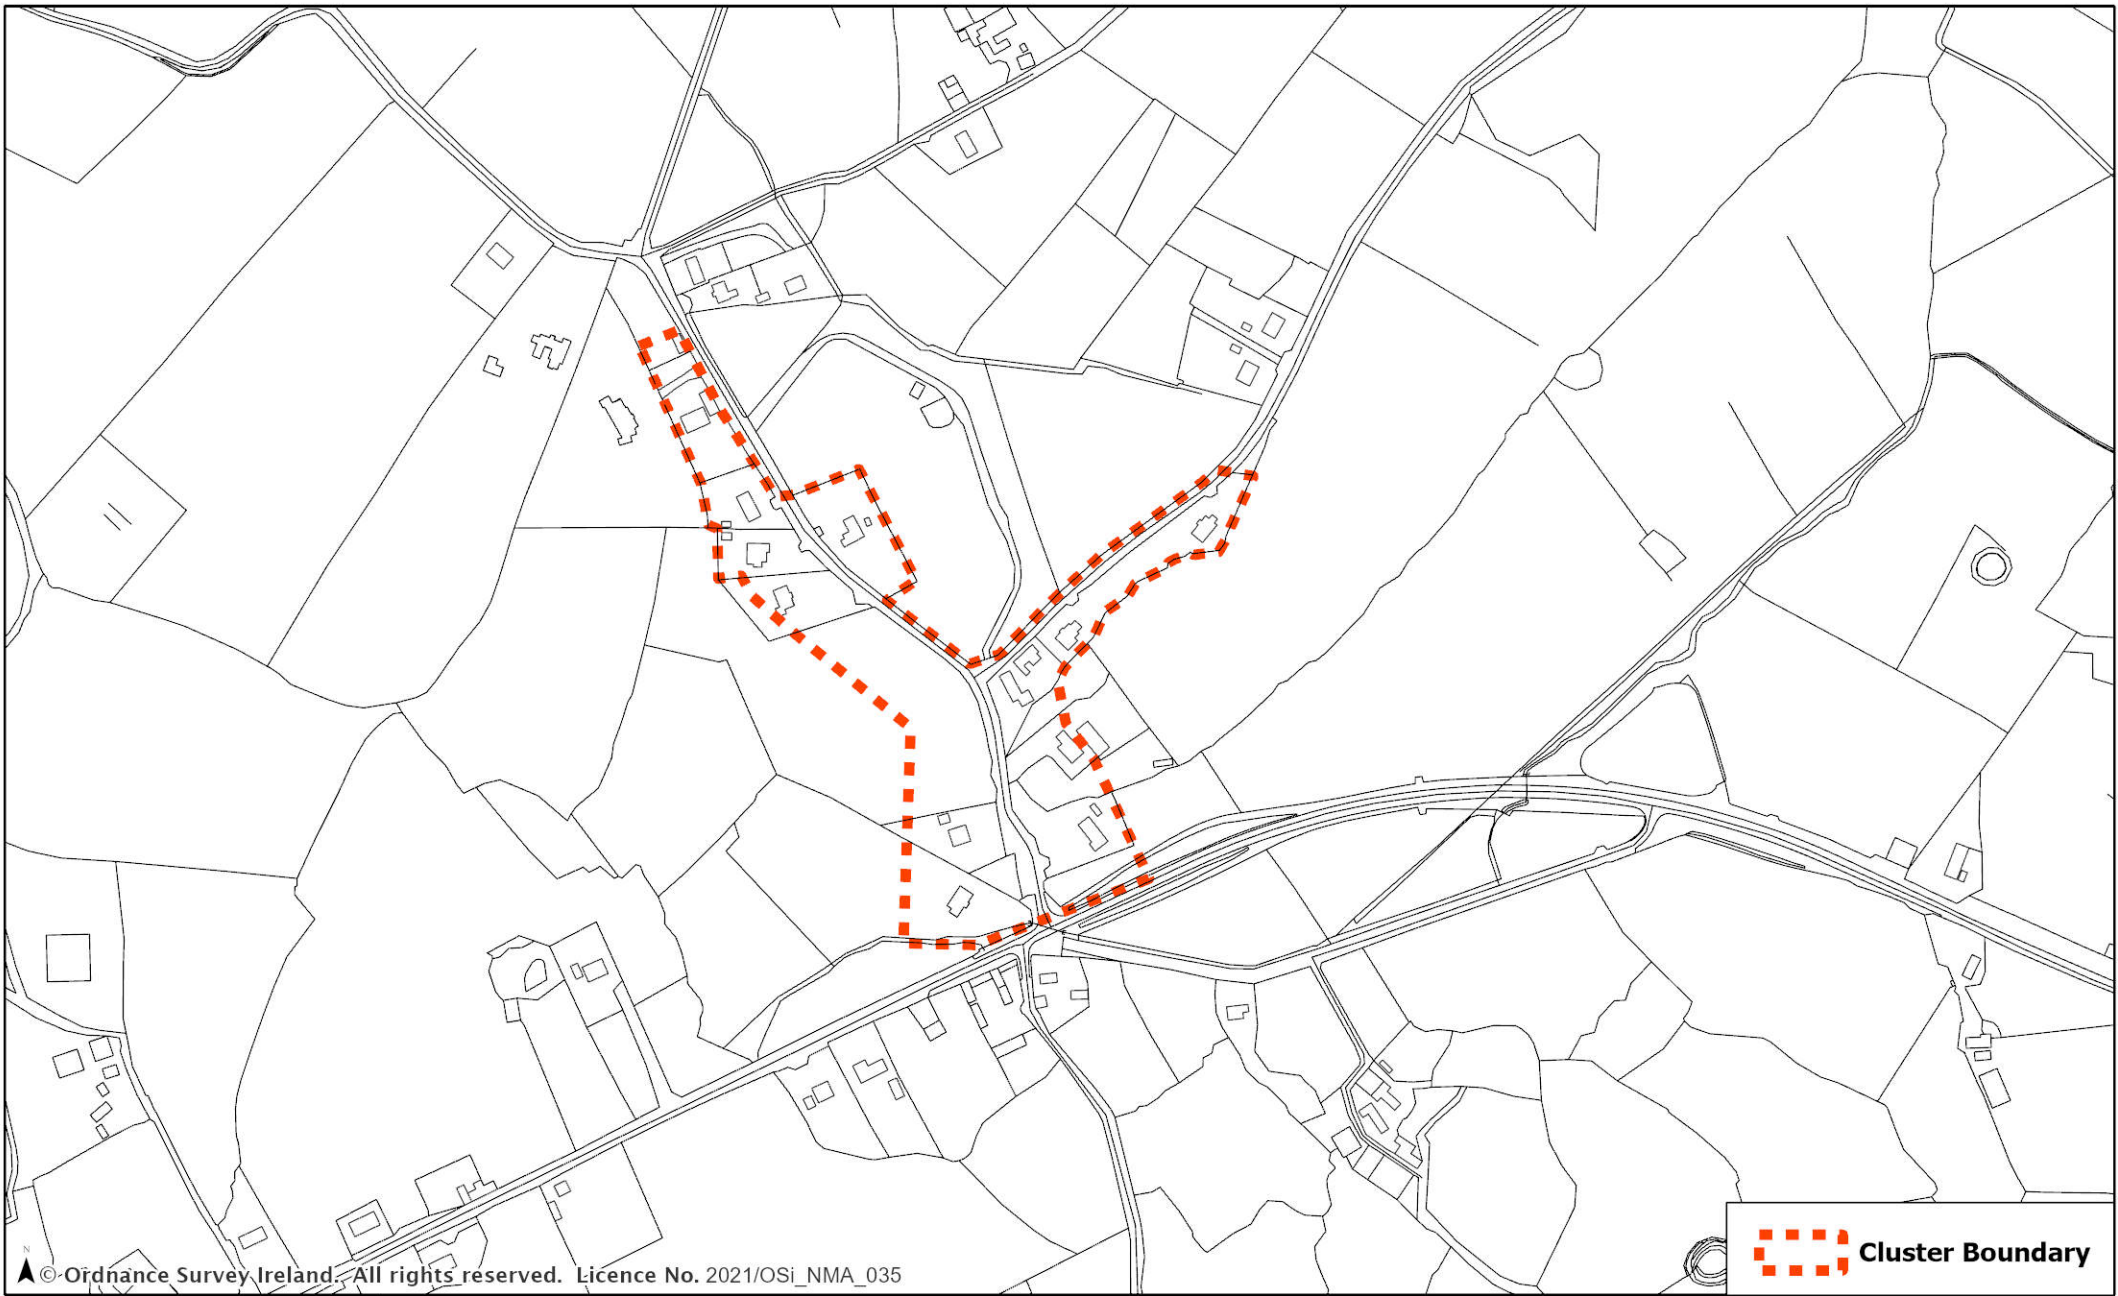 N
© Ordnance Survey Ireland. All rights reserved. Licence No. 2021/OSi_NMA_035
Cluster Boundary